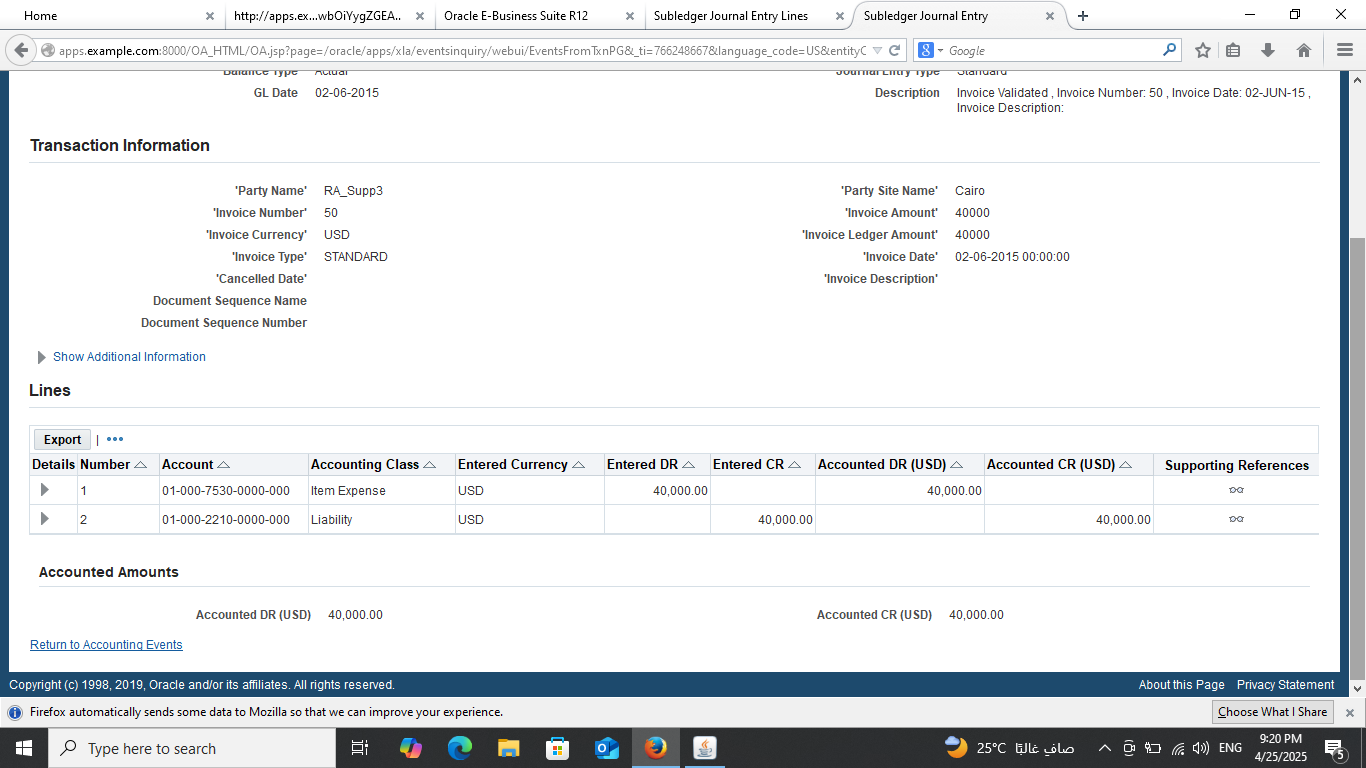 Home
http://apps.ex...wbOiYygZGEA..
Oracle E-Business Suite R12
Subledger Journal Entry Lines
Subledger Journal Entry
apps.example.com:8000/OA_HTML/OA.jsp?page=/oracle/apps/xla/eventsinquiry/webui/EventsFromTxnPG&_ti=766248667&language_code=US&entityC
Google
Balance Type Actual
Journal Entry Type Standard
GL Date 02-06-2015
Description Invoice Validated , Invoice Number: 50 , Invoice Date: 02-JUN-15 ,
Invoice Description:
Transaction Information
'Party Name' RA_Supp3
'Party Site Name' Cairo
'Invoice Number' 50
'Invoice Amount' 40000
'Invoice Currency' USD
'Invoice Ledger Amount' 40000
'Invoice Type' STANDARD
'Invoice Date' 02-06-2015 00:00:00
'Cancelled Date'
'Invoice Description'
Document Sequence Name
Document Sequence Number
Show Additional Information
Lines
Export | •••
Details Number Account Accounting Class Entered Currency Entered DR Entered CR Accounted DR (USD) Accounted CR (USD) Supporting References
1 01-000-7530-0000-000 Item Expense USD 40,000.00 40,000.00
2 01-000-2210-0000-000 Liability USD 40,000.00 40,000.00
Accounted Amounts
Accounted DR (USD) 40,000.00
Accounted CR (USD) 40,000.00
Return to Accounting Events
Copyright (c) 1998, 2019, Oracle and/or its affiliates. All rights reserved.
About this Page Privacy Statement
Firefox automatically sends some data to Mozilla so that we can improve your experience.
Choose What I Share
Type here to search
25°C صافٍ غالبًا
ENG
9:20 PM
4/25/2025
5